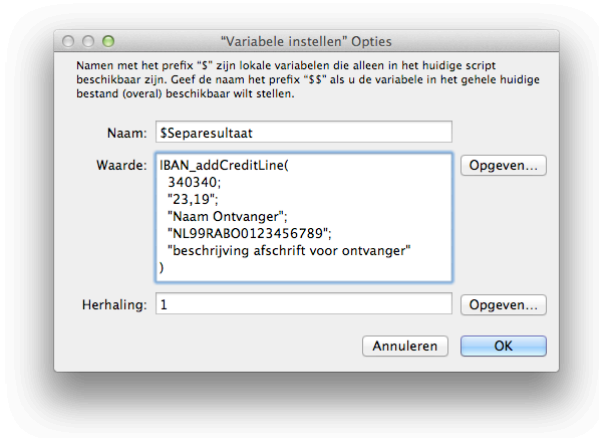 "Variabele instellen" Opties
Namen met het prefix "$" zijn lokale variabelen die alleen in het huidige script
beschikbaar zijn. Geef de naam het prefix "$$" als u de variabele in het gehele huidige
bestand (overal) beschikbaar wilt stellen.
Naam: $Separesultaat
Waarde: IBAN_addCreditLine( Opgeven...
340340;
"23,19";
"Naam Ontvanger";
"NL99RABO0123456789";
"beschrijving afschrift voor ontvanger"
)
Herhaling: 1 Opgeven...
Annuleren OK